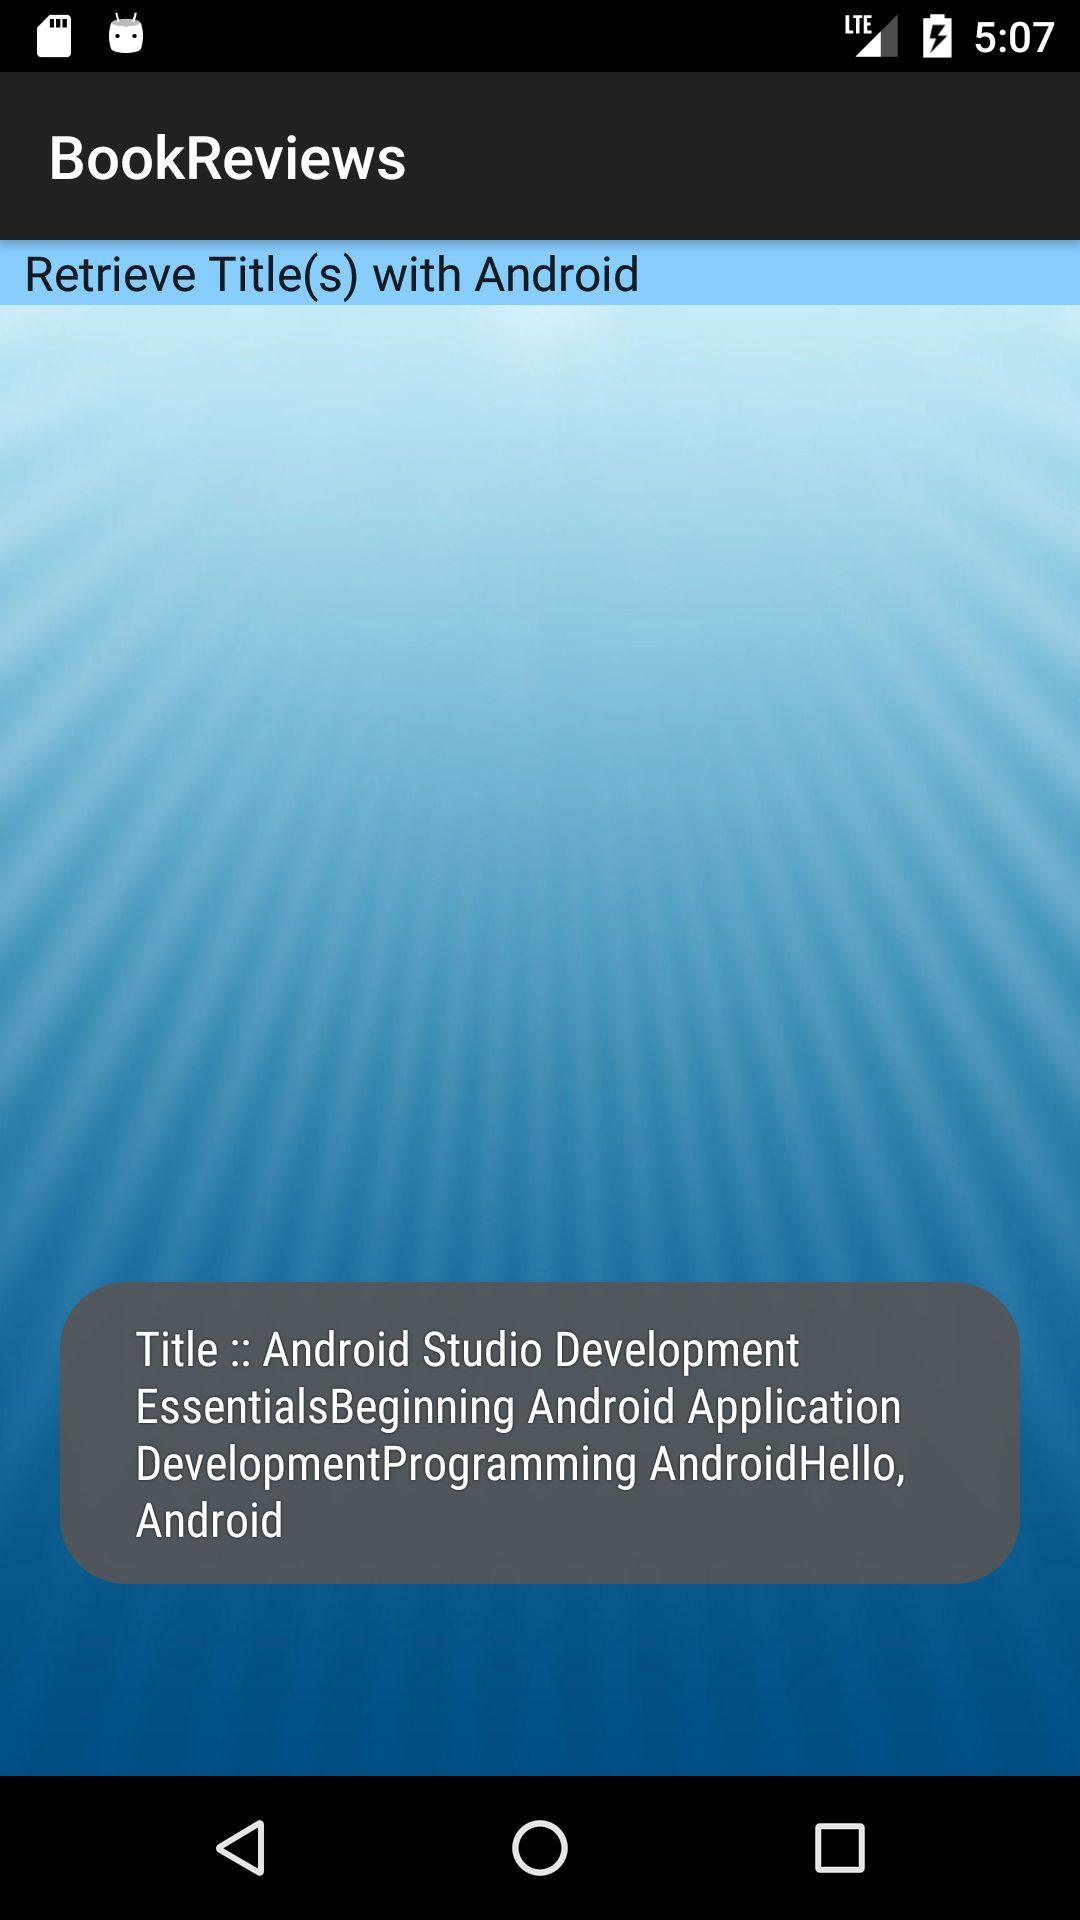 LTE 5:07
BookReviews
Retrieve Title(s) with Android
Title :: Android Studio Development
EssentialsBeginning Android Application
DevelopmentProgramming AndroidHello,
Android